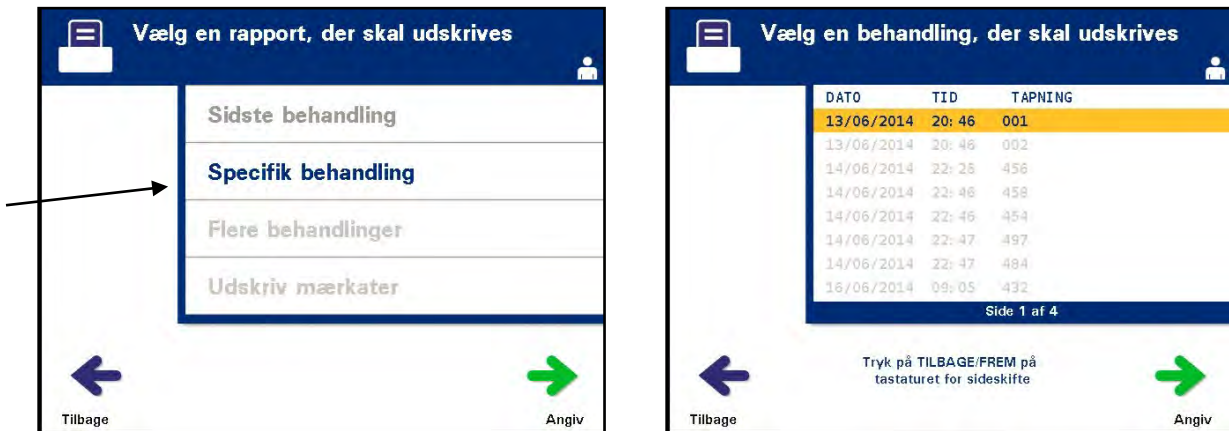 Vælg en rapport, der skal udskrives
Sidste behandling
Specifik behandling
Flere behandlinger
Udskriv mærkater
Tilbage
Angiv
Vælg en behandling, der skal udskrives
DATO TID TAPNING
13/06/2014 20:46 001
13/06/2014 20:46 002
14/06/2014 22:26 456
14/06/2014 22:46 458
14/06/2014 22:46 454
14/06/2014 22:47 497
14/06/2014 22:47 484
16/06/2014 09:05 432
Side 1 af 4
Tryk på TILBAGE/FREM på
tastaturet for sideskifte
Tilbage
Angiv